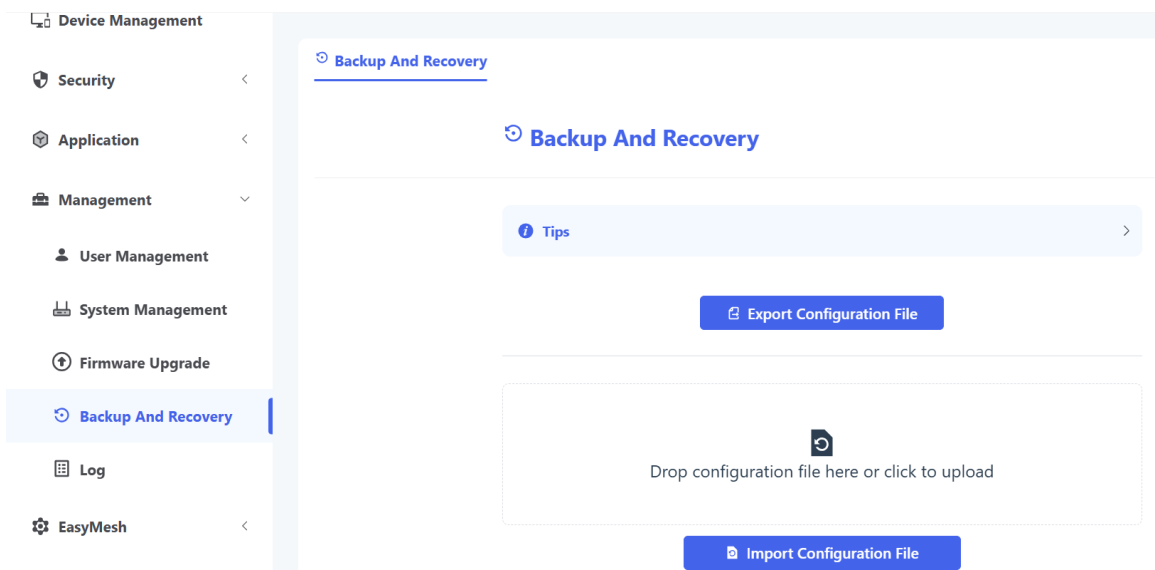 Device Management
Security
Application
Management
User Management
System Management
Firmware Upgrade
Backup And Recovery
Log
EasyMesh
Backup And Recovery
Backup And Recovery
Tips
Export Configuration File
Drop configuration file here or click to upload
Import Configuration File